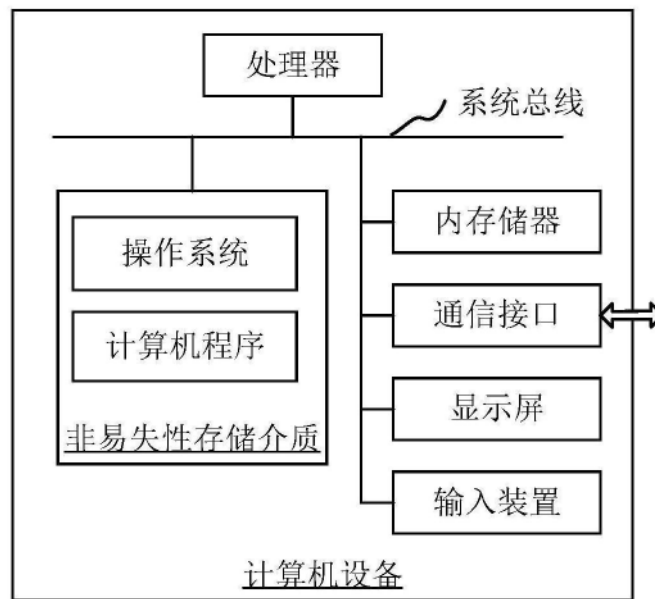 处理器
系统总线
操作系统
计算机程序
非易失性存储介质
内存储器
通信接口
显示屏
输入装置
计算机设备